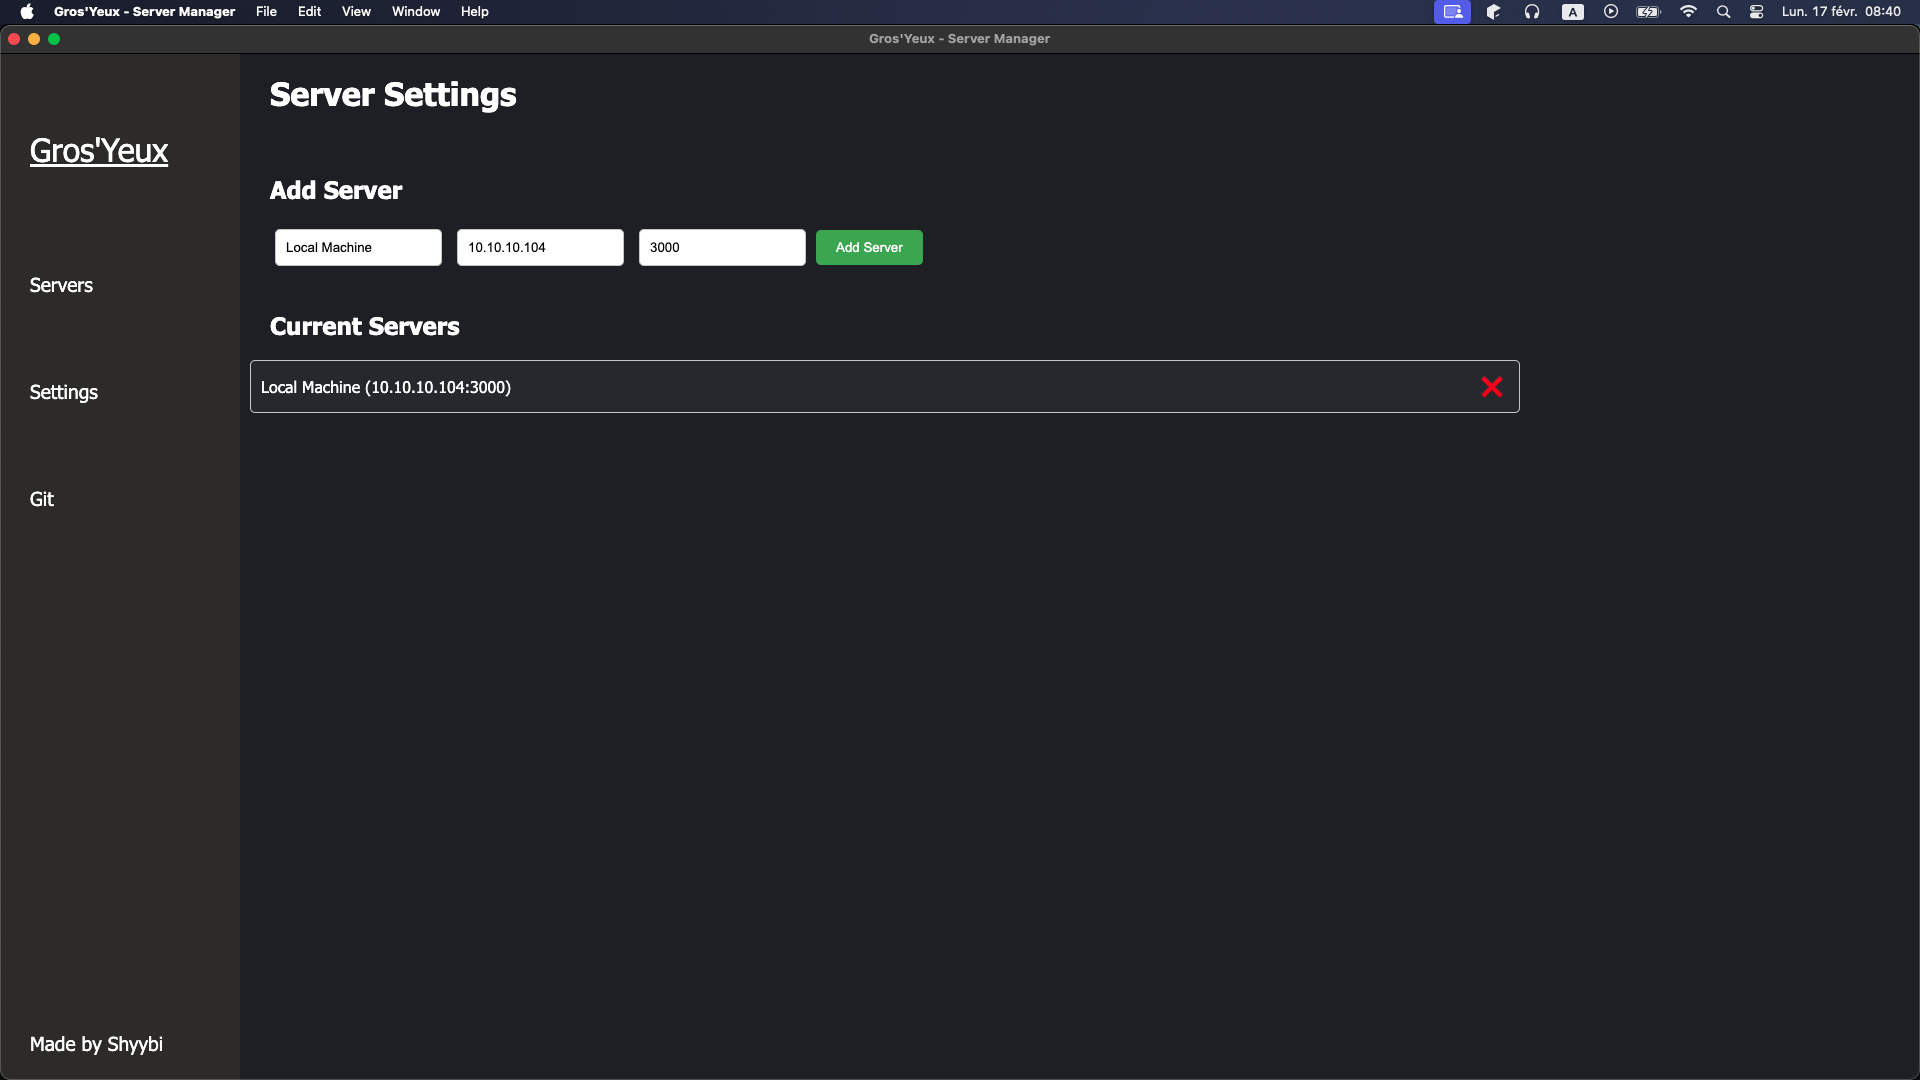 Gros'Yeux - Server Manager File Edit View Window Help A Lun. 17 févr. 08:40
Gros'Yeux - Server Manager
Server Settings
Gros'Yeux
Add Server
Local Machine 10.10.10.104 3000 Add Server
Servers
Current Servers
Local Machine (10.10.10.104:3000)
Settings
Git
Made by Shyybi